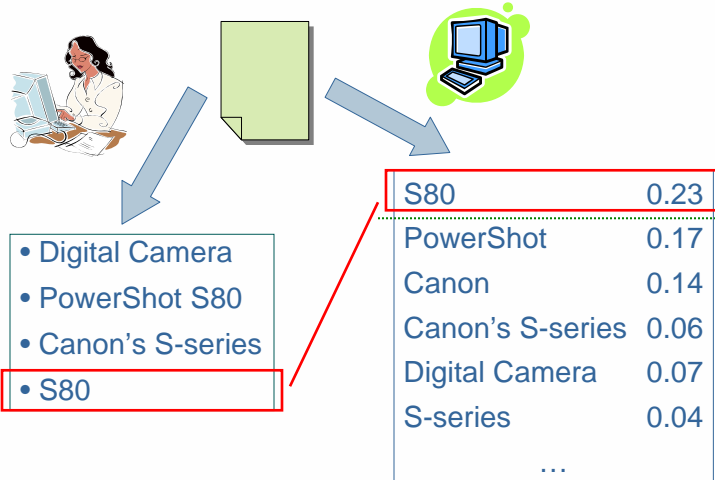 • Digital Camera
• PowerShot S80
• Canon's S-series
• S80
S80 0.23
PowerShot 0.17
Canon 0.14
Canon's S-series 0.06
Digital Camera 0.07
S-series 0.04
…